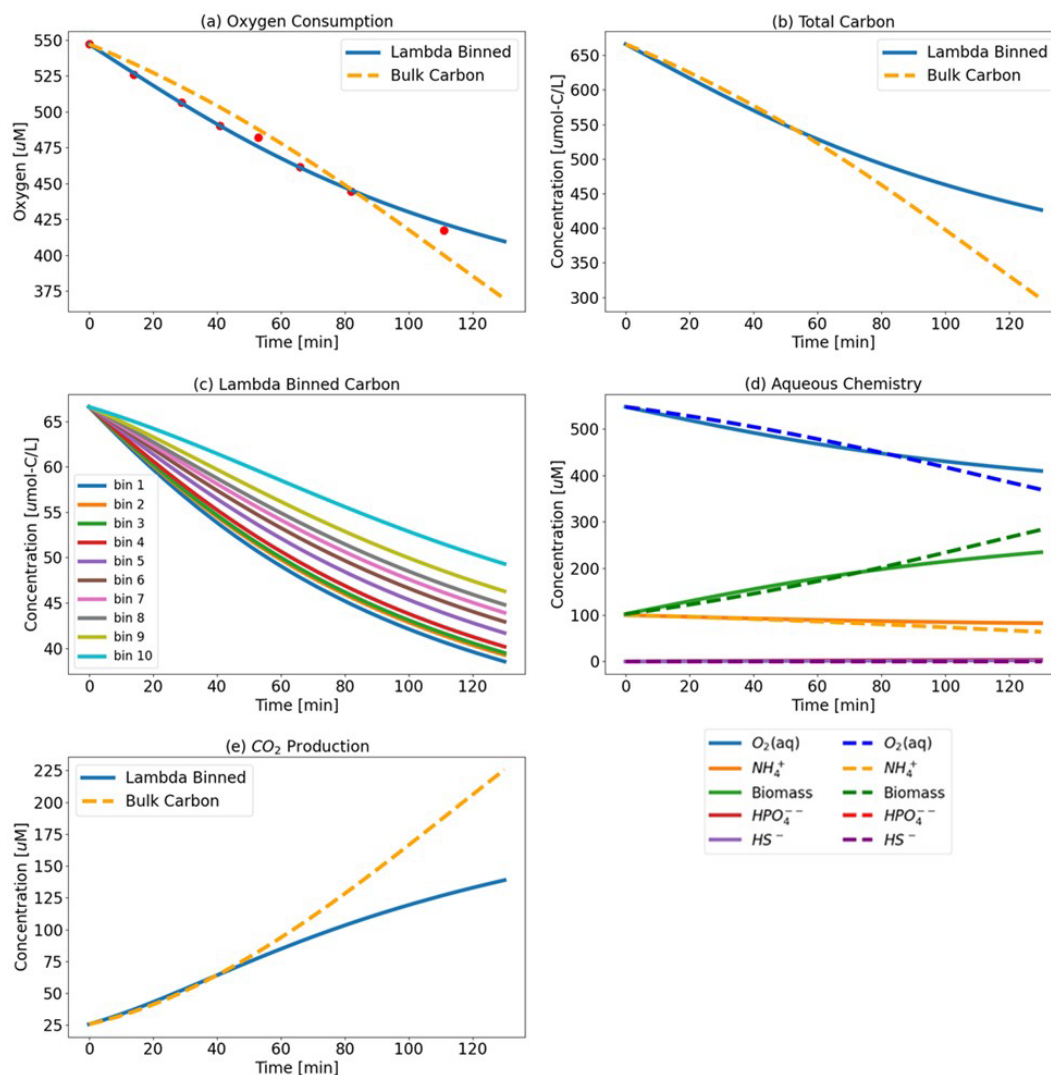 (a) Oxygen Consumption
550
525
500
475
450
425
400
375
Oxygen [uM]
0 20 40 60 80 100 120
Time [min]
Lambda Binned
Bulk Carbon
(b) Total Carbon
650
600
550
500
450
400
350
300
Concentration [umol-C/L]
0 20 40 60 80 100 120
Time [min]
Lambda Binned
Bulk Carbon
(c) Lambda Binned Carbon
65
60
55
50
45
40
Concentration [umol-C/L]
0 20 40 60 80 100 120
Time [min]
bin 1
bin 2
bin 3
bin 4
bin 5
bin 6
bin 7
bin 8
bin 9
bin 10
(d) Aqueous Chemistry
500
400
300
200
100
0
Concentration [uM]
0 20 40 60 80 100 120
Time [min]
O₂(aq) O₂(aq)
NH₄⁺ NH₄⁺
Biomass Biomass
HPO₄⁻⁻ HPO₄⁻⁻
HS⁻ HS⁻
(e) CO₂ Production
225
200
175
150
125
100
75
50
25
Concentration [uM]
0 20 40 60 80 100 120
Time [min]
Lambda Binned
Bulk Carbon